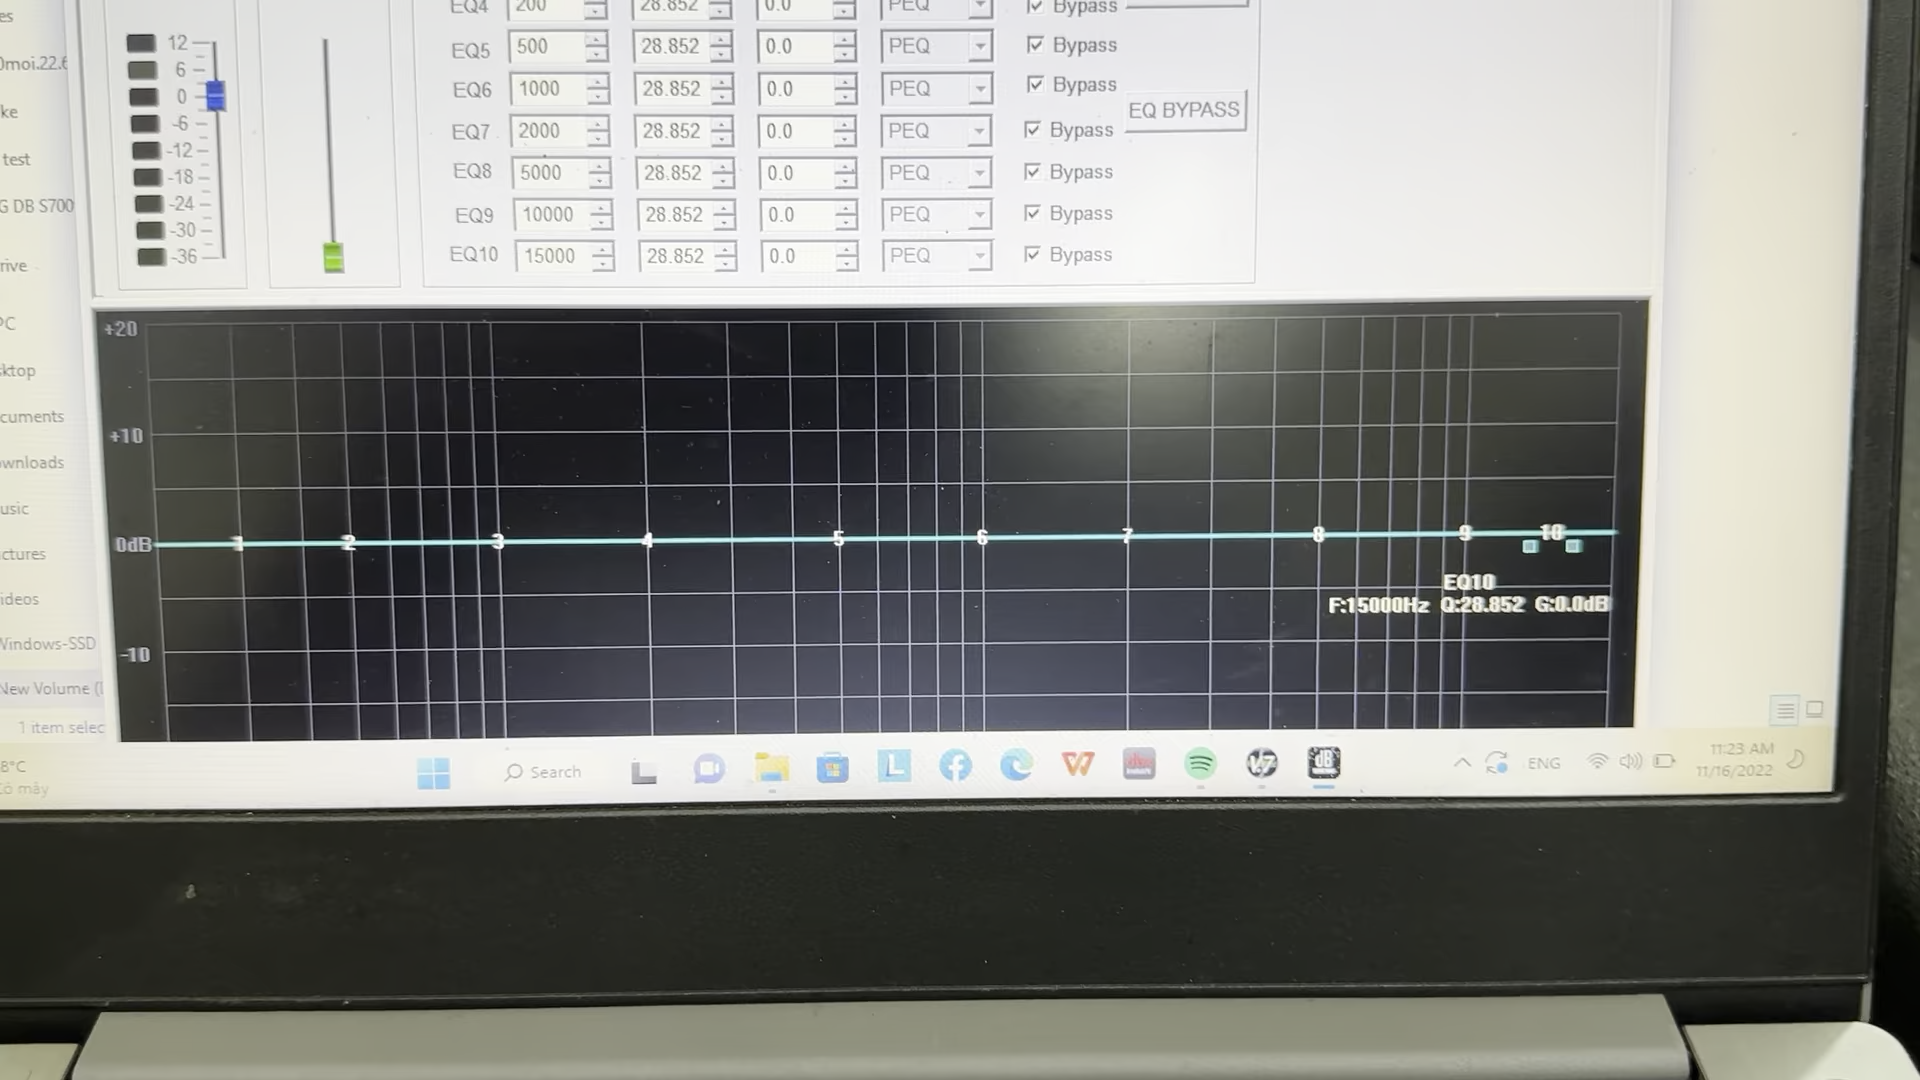 es
0moi.22.6
ke
test
G DB S700
rive
PC
ktop
cuments
wnloads
usic
ctures
ideos
Windows-SSD
New Volume (
1 item selec
12
6
0
-6
-12
-18
-24
-30
-36
EQ4 200 28.852 0.0 PEQ Bypass
EQ5 500 28.852 0.0 PEQ Bypass
EQ6 1000 28.852 0.0 PEQ Bypass
EQ7 2000 28.852 0.0 PEQ Bypass
EQ8 5000 28.852 0.0 PEQ Bypass
EQ9 10000 28.852 0.0 PEQ Bypass
EQ10 15000 28.852 0.0 PEQ Bypass
EQ BYPASS
+20
+10
0dB
-10
1 2 3 4 5 6 7 8 9 10
EQ10
F:15000Hz Q:28.852 G:0.0dB
8°C
Có mây
Search
L
V7
dB
ENG
11:23 AM
11/16/2022